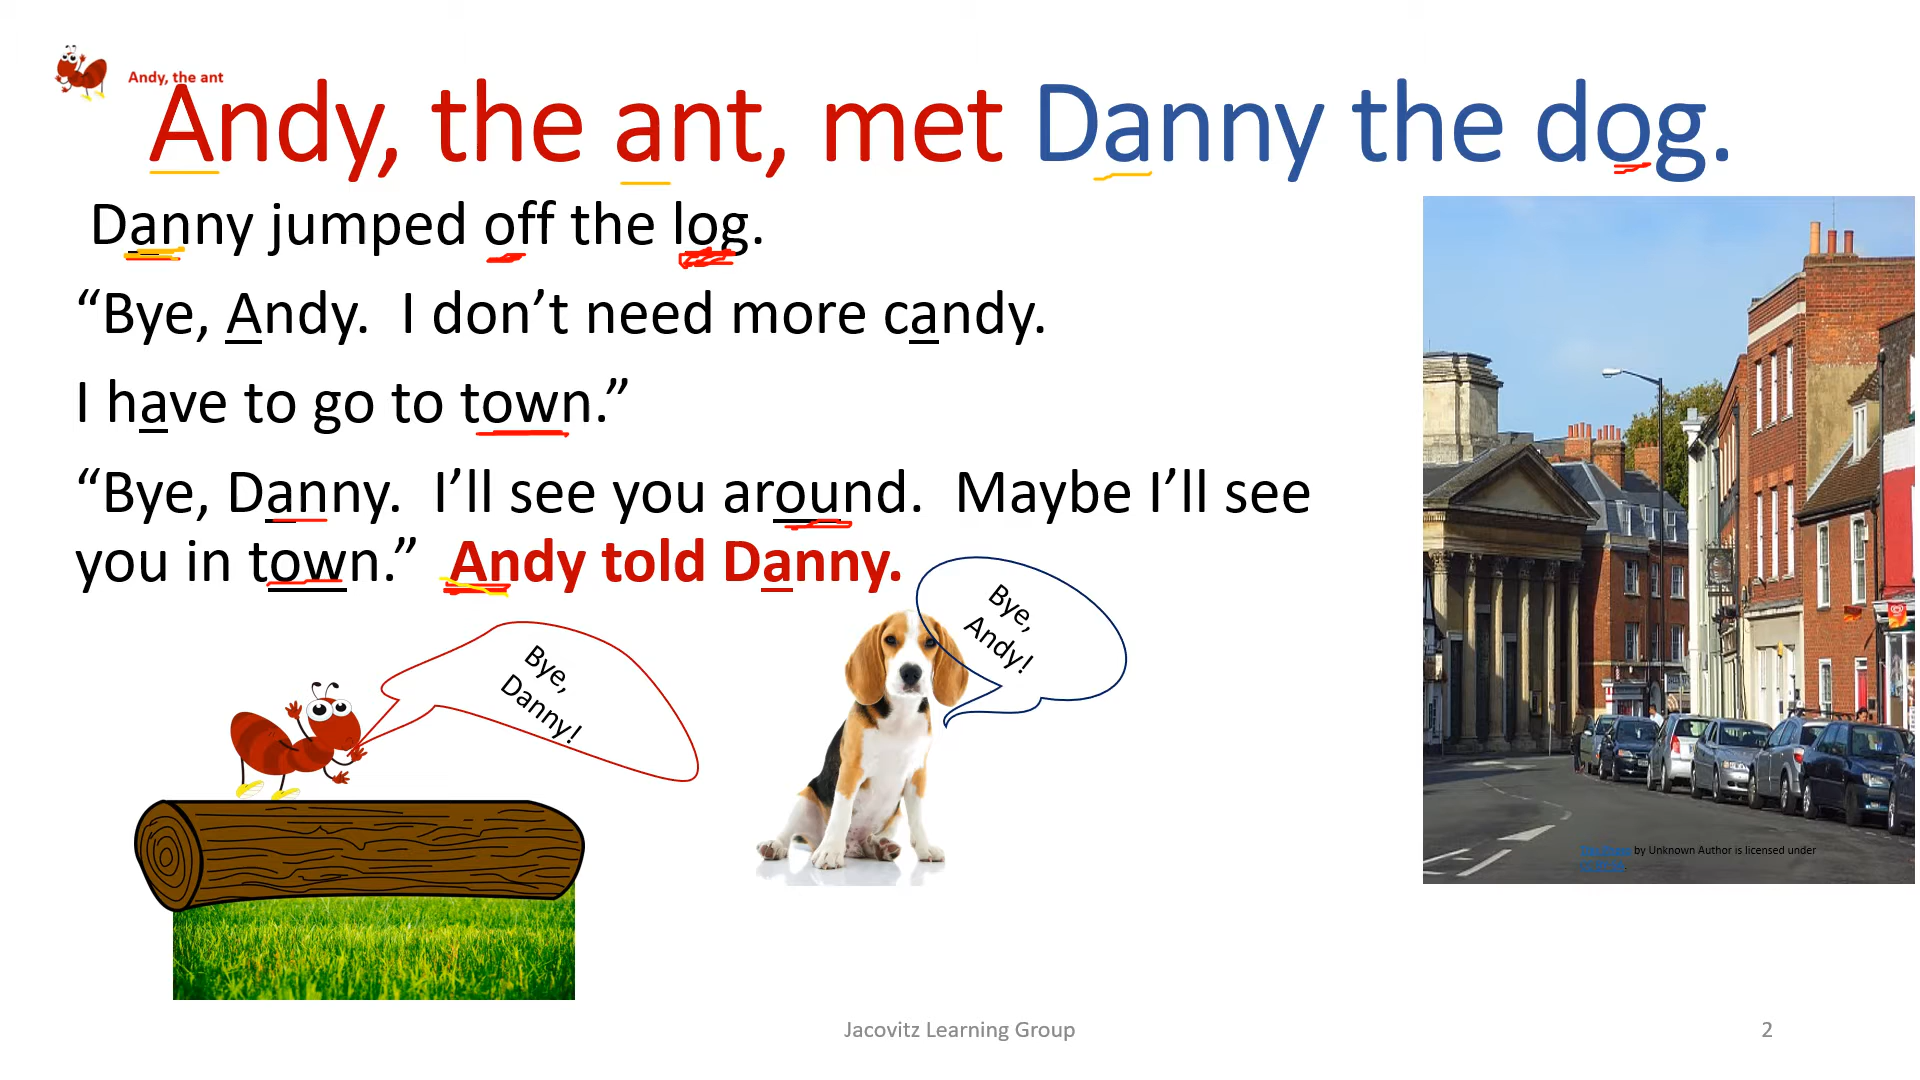 Andy, the ant
Andy, the ant, met Danny the dog.
Danny jumped off the log.
“Bye, Andy.  I don’t need more candy.
I have to go to town.”
“Bye, Danny.  I’ll see you around.  Maybe I’ll see
you in town.”  Andy told Danny.
Bye,
Andy!
Bye,
Danny!
by Unknown Author is licensed under
Jacovitz Learning Group
2